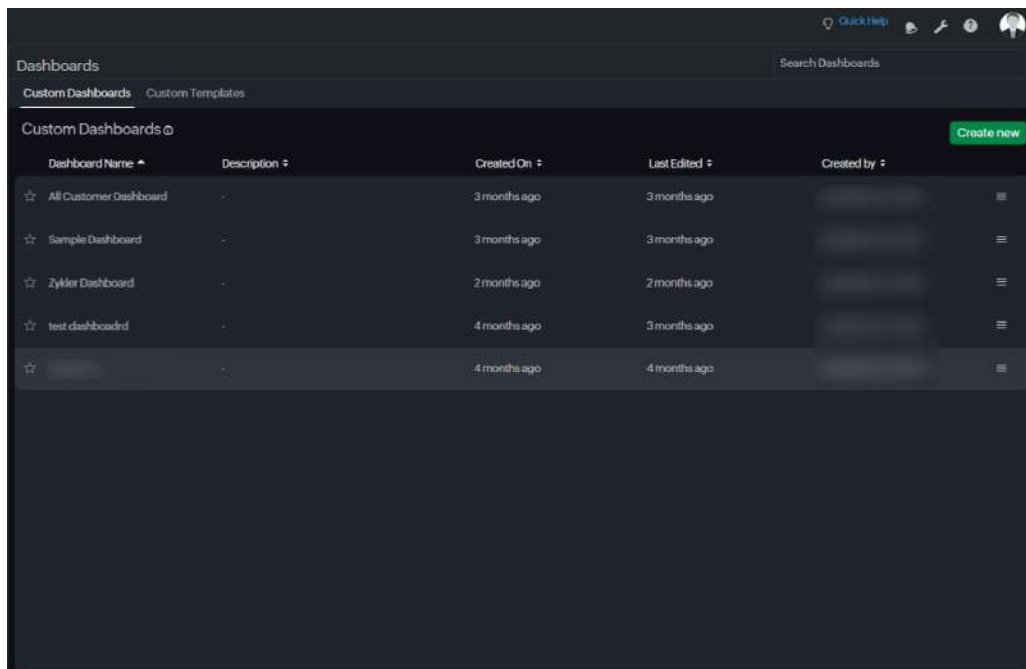 Quick Help
Dashboards
Search Dashboards
Custom Dashboards Custom Templates
Custom Dashboards
Create new
Dashboard Name Description Created On Last Edited Created by
All Customer Dashboard - 3 months ago 3 months ago
Sample Dashboard - 3 months ago 3 months ago
Zykler Dashboard - 2 months ago 2 months ago
test dashboadrd - 4 months ago 3 months ago
- 4 months ago 4 months ago